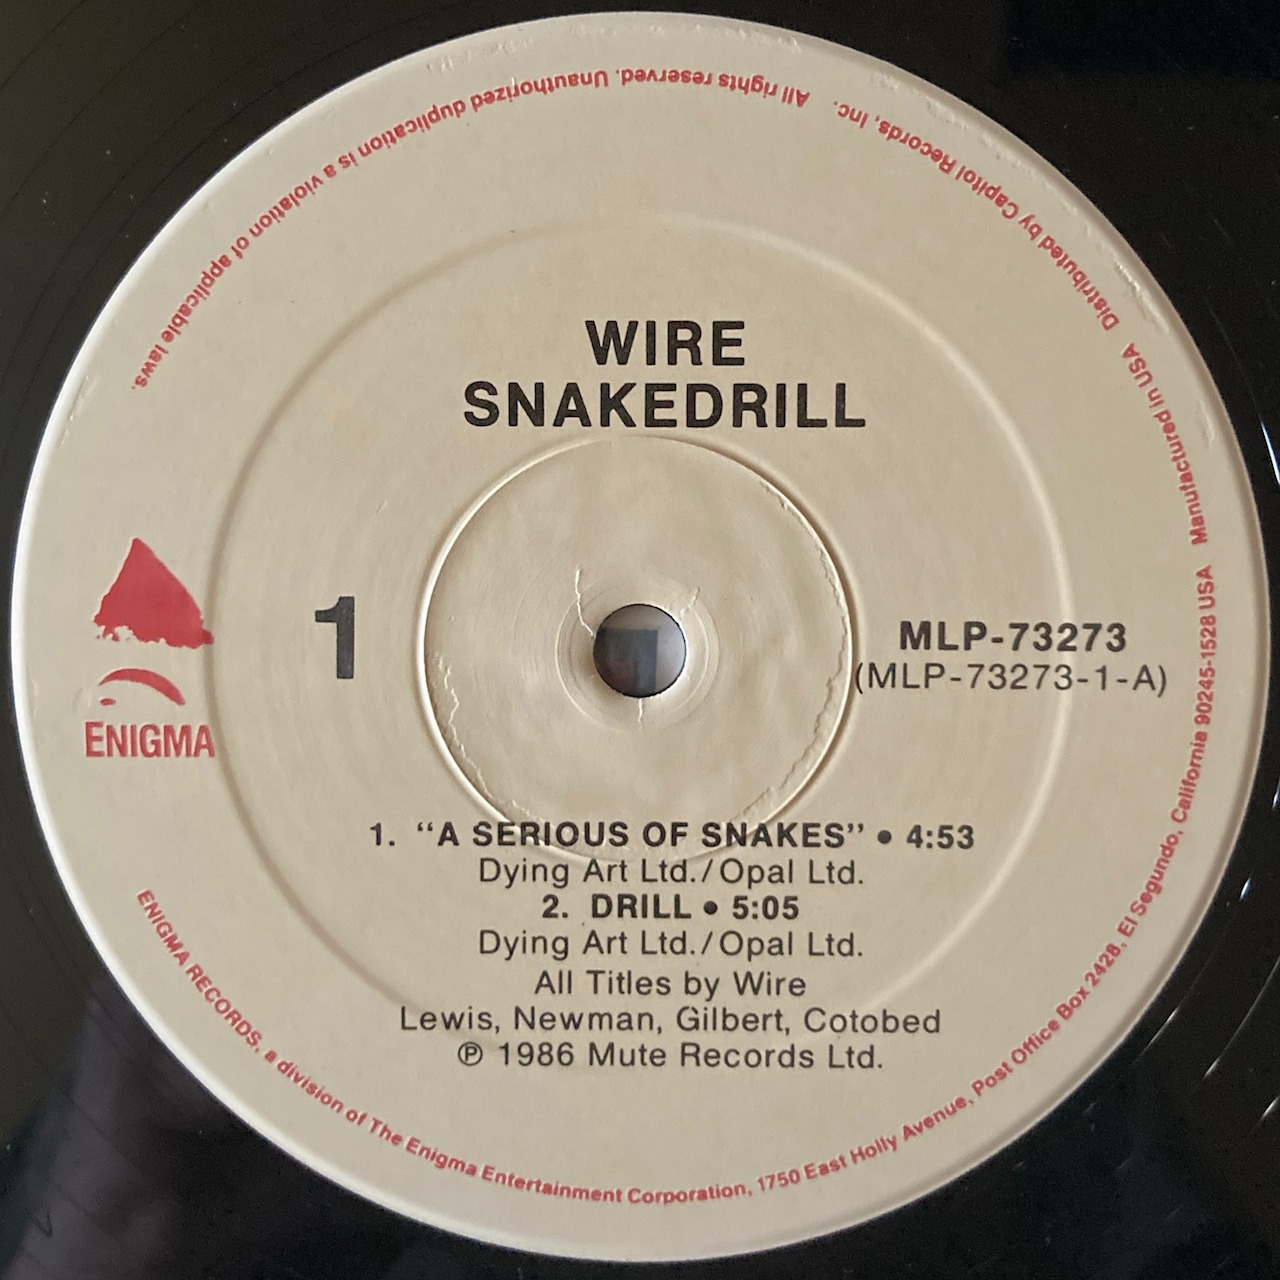 WIRE
SNAKEDRILL
1
MLP-73273
(MLP-73273-1-A)
ENIGMA
1. “A SERIOUS OF SNAKES” • 4:53
Dying Art Ltd./Opal Ltd.
2. DRILL • 5:05
Dying Art Ltd./Opal Ltd.
All Titles by Wire
Lewis, Newman, Gilbert, Cotobed
℗ 1986 Mute Records Ltd.
ENIGMA RECORDS, a division of The Enigma Entertainment Corporation, 1750 East Holly Avenue, Post Office Box 2428, El Segundo, California 90245-1528 USA Manufactured in USA Distributed by Capitol Records, Inc. All rights reserved. Unauthorized duplication is a violation of applicable laws.